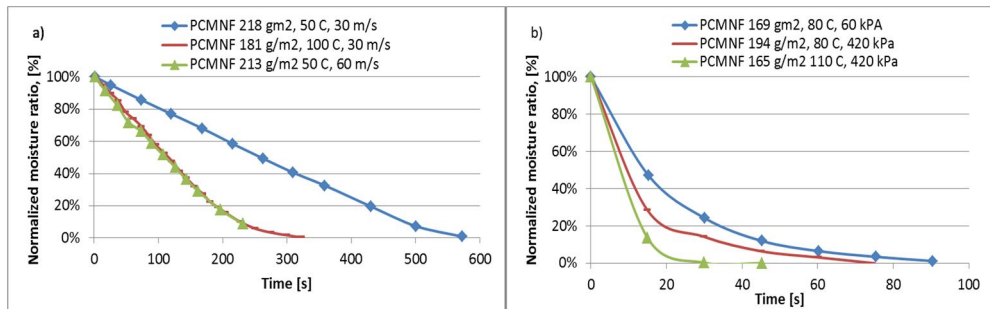 a)
PCMNF 218 gm2, 50 C, 30 m/s
PCMNF 181 g/m2, 100 C, 30 m/s
PCMNF 213 g/m2 50 C, 60 m/s
Normalized moisture ratio, [%]
100%
80%
60%
40%
20%
0%
0 100 200 300 400 500 600
Time [s]
b)
PCMNF 169 gm2, 80 C, 60 kPA
PCMNF 194 g/m2, 80 C, 420 kPa
PCMNF 165 g/m2 110 C, 420 kPa
Normalized moisture ratio, [%]
100%
80%
60%
40%
20%
0%
0 20 40 60 80 100
Time [s]